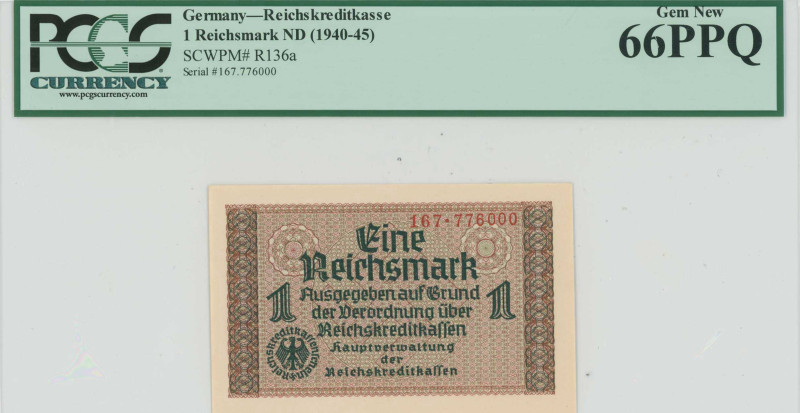 PCGS
CURRENCY
www.pcgscurrency.com
Germany—Reichskreditkasse
1 Reichsmark ND (1940-45)
SCWPM# R136a
Serial #167.776000
Gem New
66PPQ
167·776000
Eine
Reichsmark
1 Ausgegeben auf Grund 1
der Verordnung über
Reichskreditkassen
Hauptverwaltung
der
Reichskreditkassen
Reichskreditkassenschein